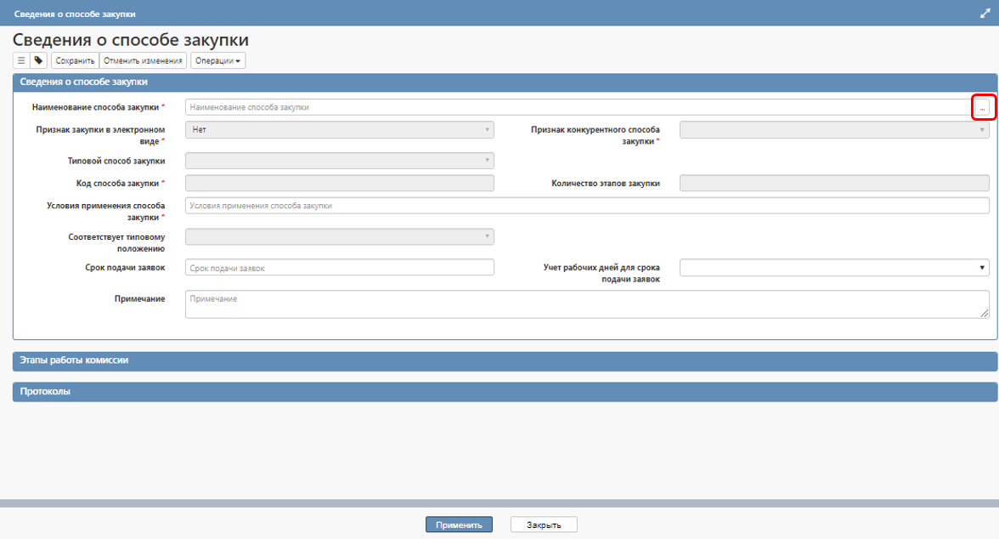 Сведения о способе закупки
Сведения о способе закупки
Сохранить Отменить изменения Операции
Сведения о способе закупки
Наименование способа закупки * Наименование способа закупки ...
Признак закупки в электронном виде * Нет Признак конкурентного способа закупки *
Типовой способ закупки
Код способа закупки * Количество этапов закупки
Условия применения способа закупки * Условия применения способа закупки
Соответствует типовому положению
Срок подачи заявок Срок подачи заявок Учет рабочих дней для срока подачи заявок
Примечание Примечание
Этапы работы комиссии
Протоколы
Применить Закрыть